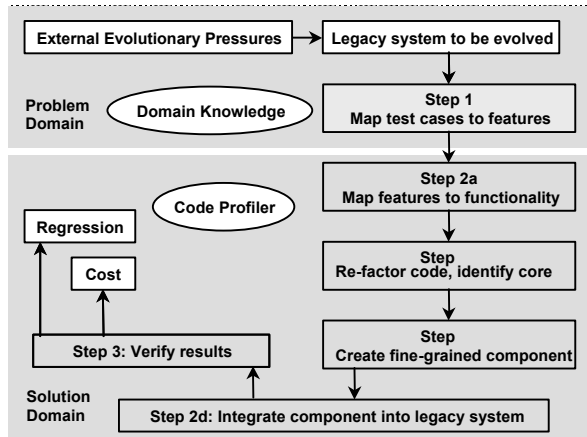 External Evolutionary Pressures
Legacy system to be evolved
Problem
Domain
Domain Knowledge
Step 1
Map test cases to features
Step 2a
Map features to functionality
Code Profiler
Regression
Step
Re-factor code, identify core
Cost
Step
Create fine-grained component
Step 3: Verify results
Solution
Domain
Step 2d: Integrate component into legacy system